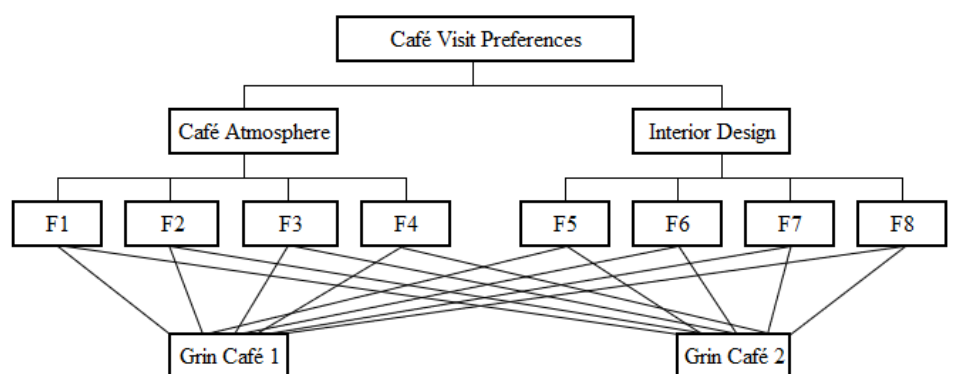 Café Visit Preferences
Café Atmosphere
Interior Design
F1
F2
F3
F4
F5
F6
F7
F8
Grin Café 1
Grin Café 2